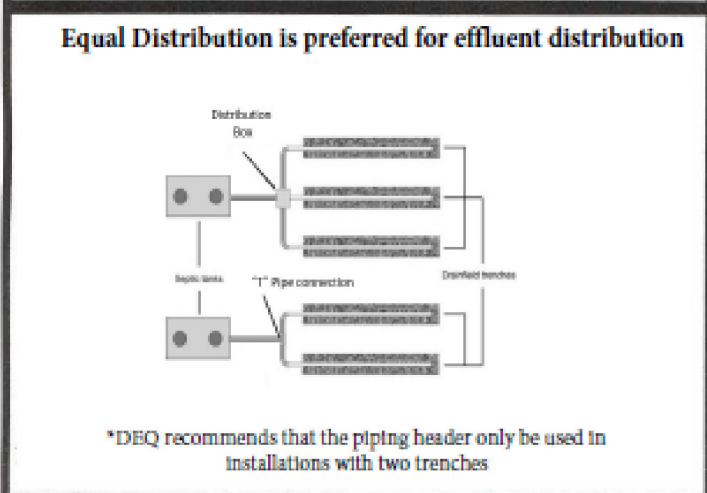 Equal Distribution is preferred for effluent distribution
Distribution
Box
Septic tanks
"T" Pipe connection
Drainfield trenches
*DEQ recommends that the piping header only be used in
installations with two trenches